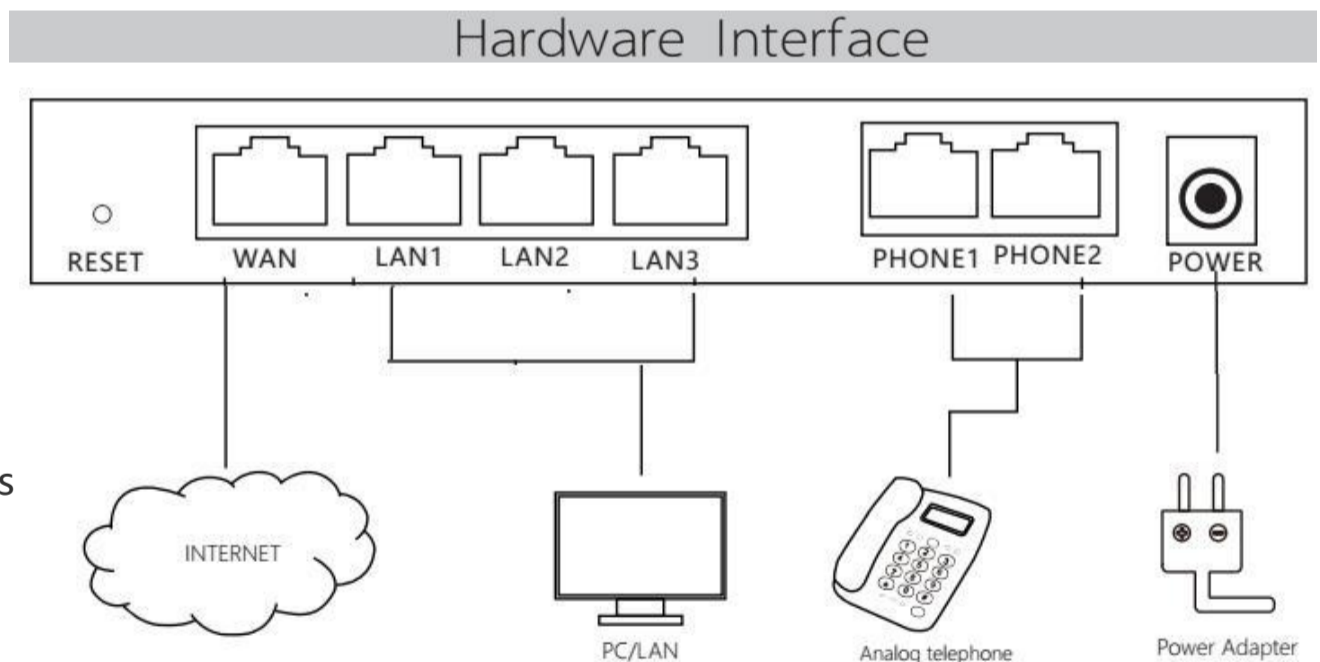 Hardware Interface
RESET
WAN
LAN1
LAN2
LAN3
PHONE1
PHONE2
POWER
s
INTERNET
PC/LAN
Analog telephone
Power Adapter